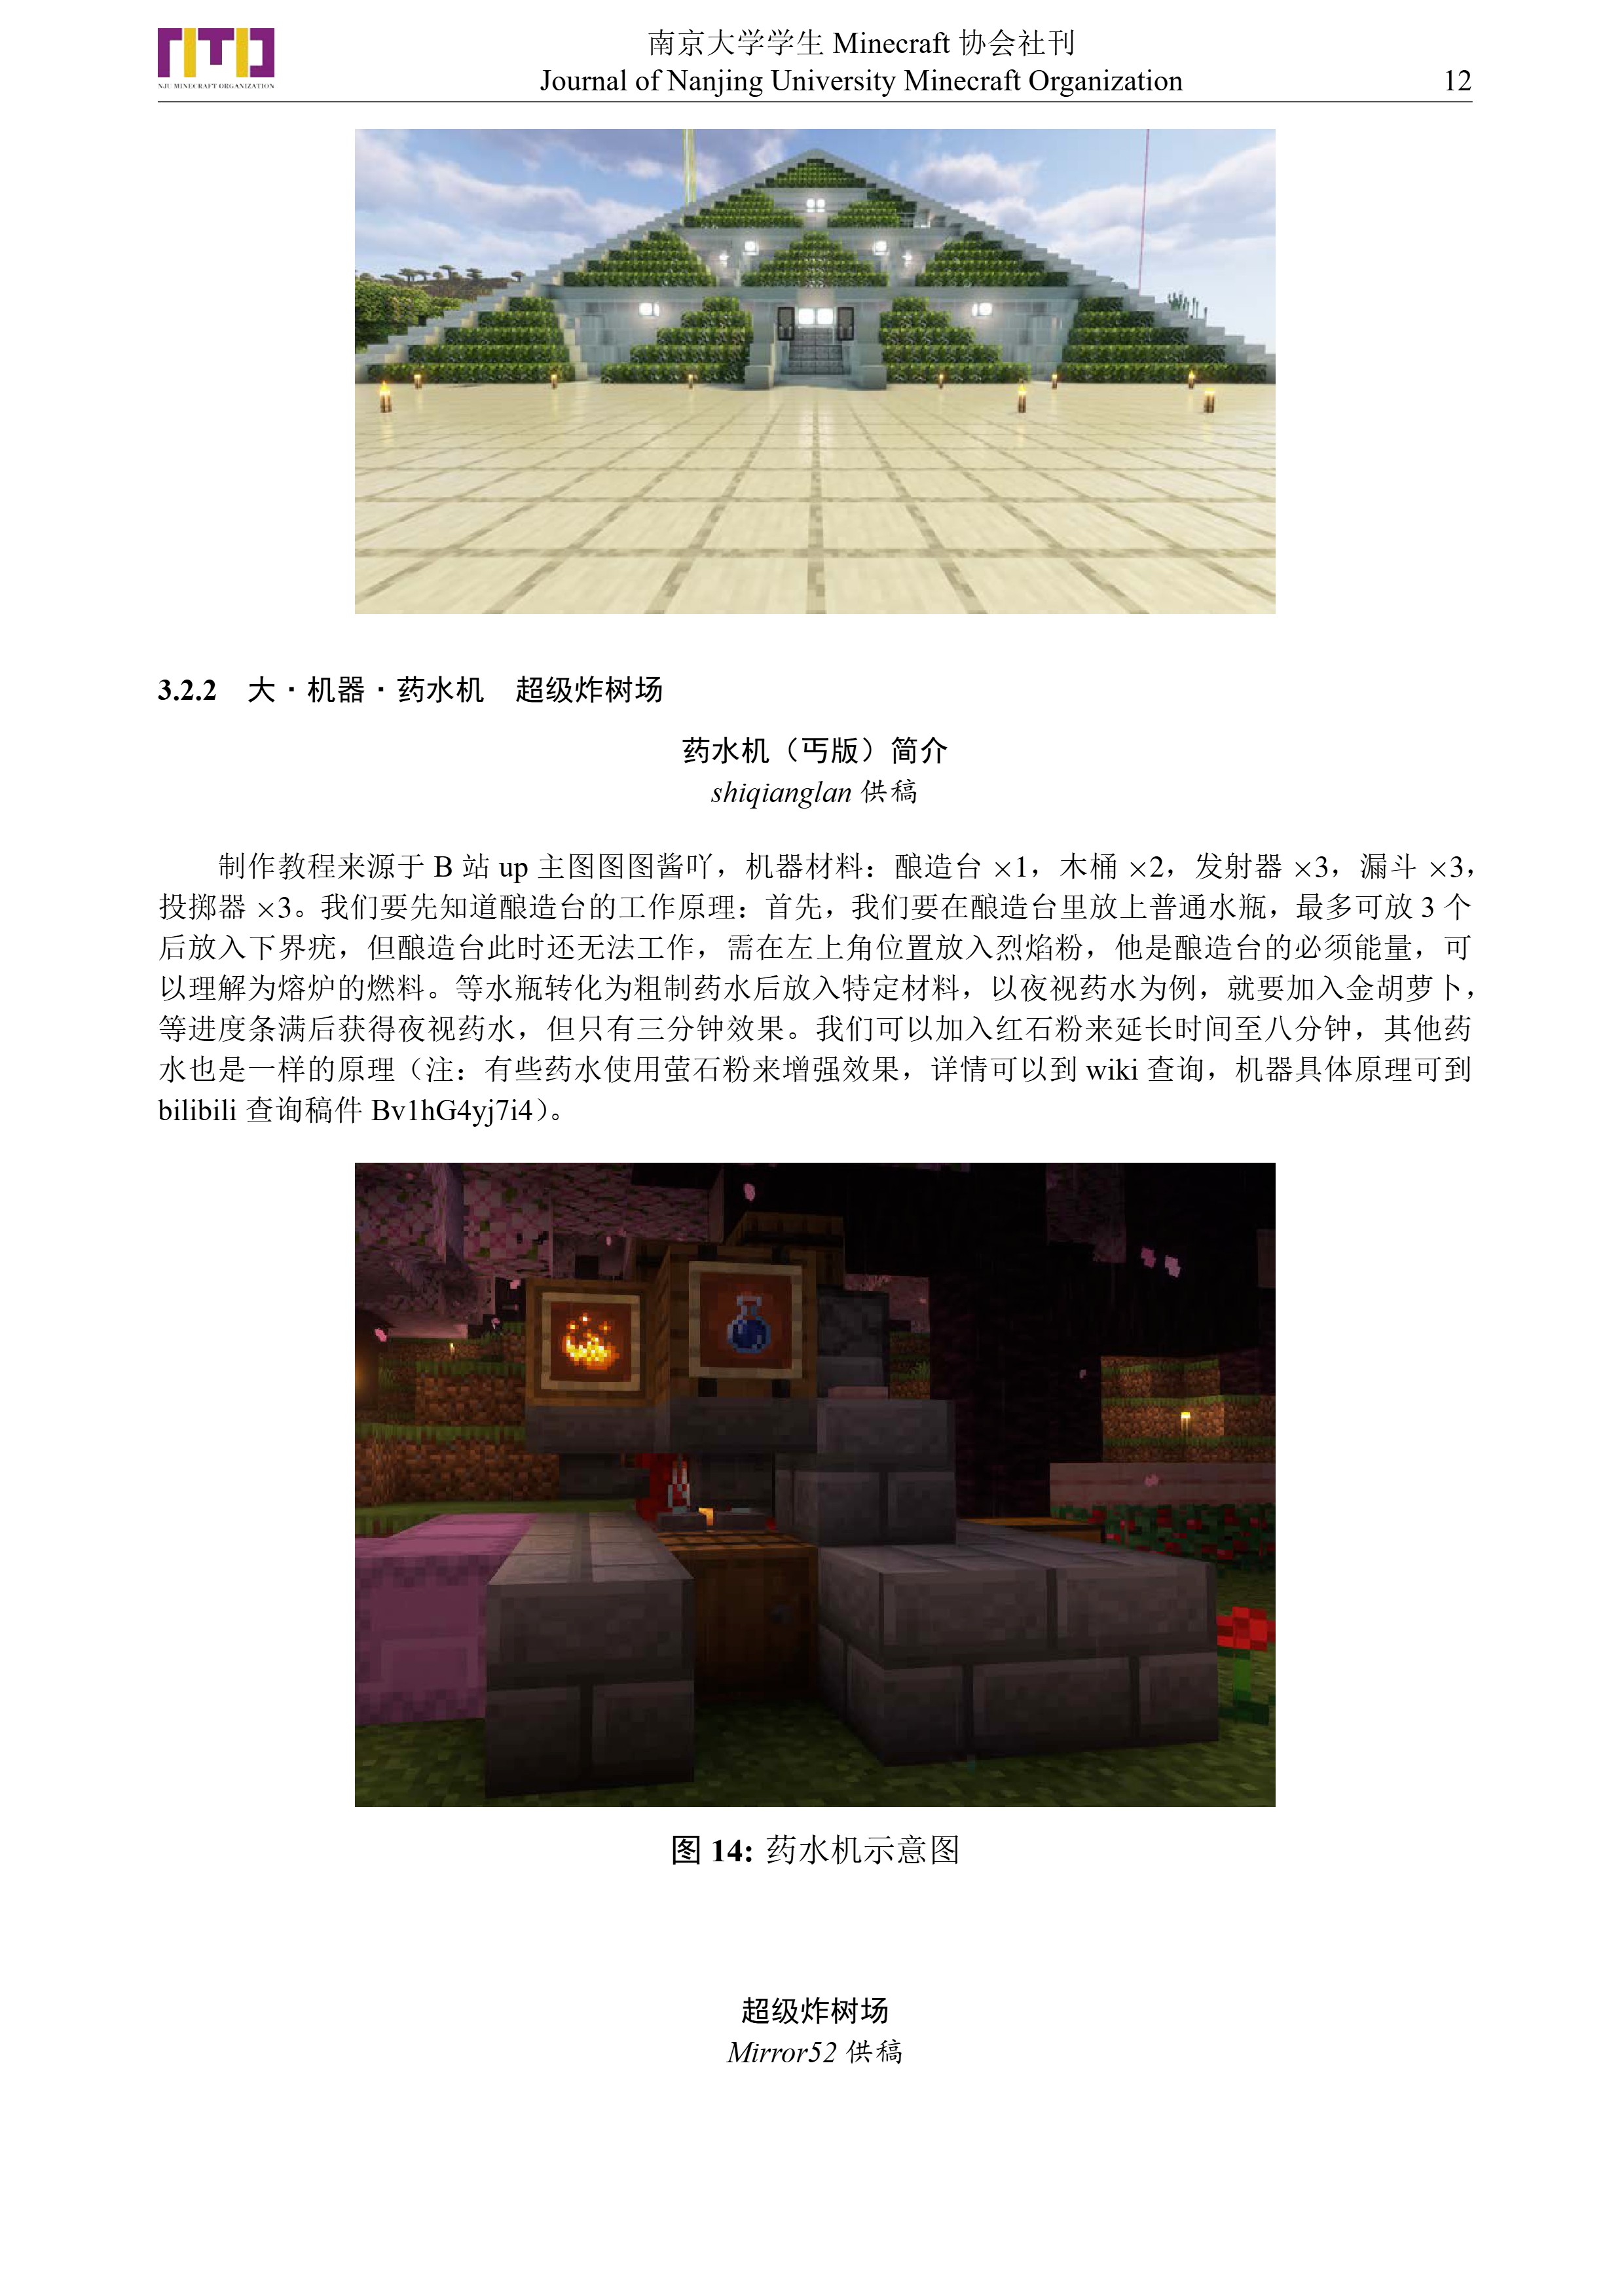 NJU MINECRAFT ORGANIZATION
南京大学学生 Minecraft 协会社刊
Journal of Nanjing University Minecraft Organization
12
3.2.2 大·机器·药水机 超级炸树场
药水机（丐版）简介
shiqianglan 供稿
制作教程来源于 B 站 up 主图图图酱吖，机器材料：酿造台 ×1，木桶 ×2，发射器 ×3，漏斗 ×3，
投掷器 ×3。我们要先知道酿造台的工作原理：首先，我们要在酿造台里放上普通水瓶，最多可放 3 个
后放入下界疣，但酿造台此时还无法工作，需在左上角位置放入烈焰粉，他是酿造台的必须能量，可
以理解为熔炉的燃料。等水瓶转化为粗制药水后放入特定材料，以夜视药水为例，就要加入金胡萝卜，
等进度条满后获得夜视药水，但只有三分钟效果。我们可以加入红石粉来延长时间至八分钟，其他药
水也是一样的原理（注：有些药水使用萤石粉来增强效果，详情可以到 wiki 查询，机器具体原理可到
bilibili 查询稿件 Bv1hG4yj7i4）。
图 14: 药水机示意图
超级炸树场
Mirror52 供稿